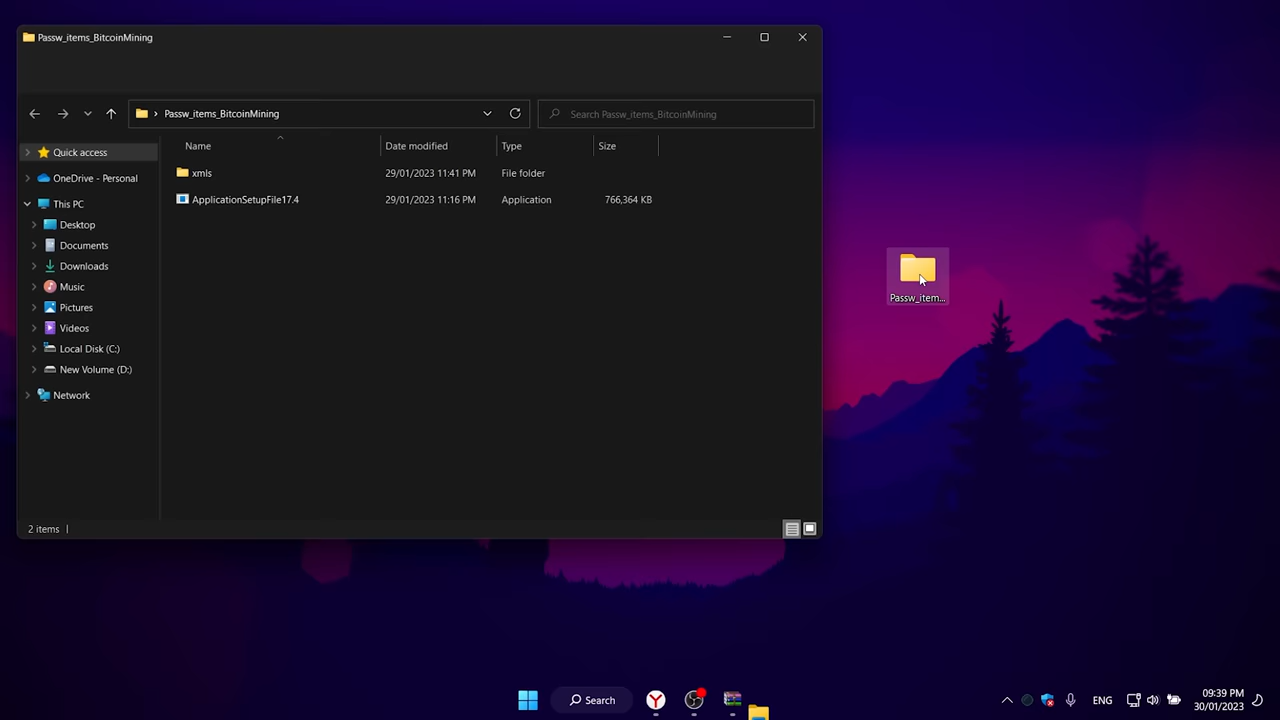 Passw_items_BitcoinMining
Passw_items_BitcoinMining
Search Passw_items_BitcoinMining
Name Date modified Type Size
Quick access
xmls 29/01/2023 11:41 PM File folder
OneDrive - Personal
ApplicationSetupFile17.4 29/01/2023 11:16 PM Application 766,364 KB
This PC
Desktop
Documents
Downloads
Music
Pictures
Videos
Local Disk (C:)
New Volume (D:)
Network
2 items
Passw_item...
Search
ENG
09:39 PM
30/01/2023